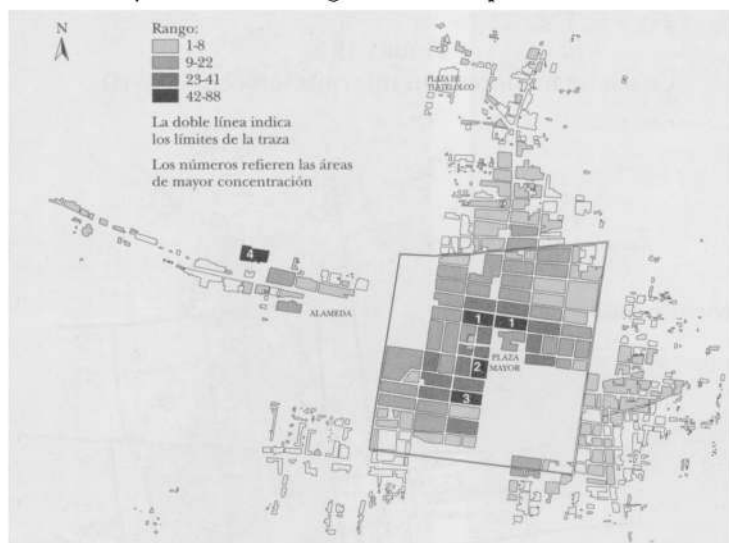 N
Rango:
1-8
9-22
23-41
42-88
La doble línea indica
los límites de la traza
Los números refieren las áreas
de mayor concentración
PLAZA DE
TLATELOLCO
4
ALAMEDA
1
1
PLAZA
MAYOR
2
3